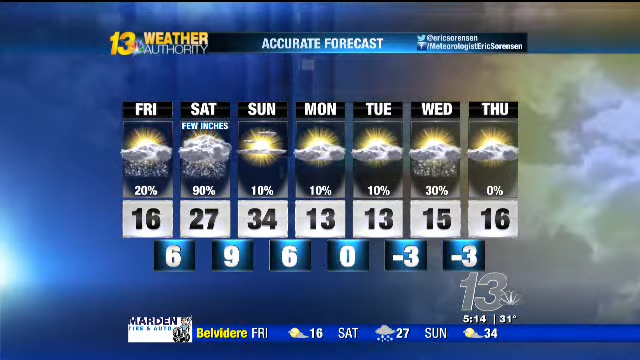 13 WEATHER AUTHORITY
ACCURATE FORECAST
@ericsorensen
/MeteorologistEricSorensen
FRI SAT SUN MON TUE WED THU
FEW INCHES
20% 90% 10% 10% 10% 30% 0%
16 27 34 13 13 15 16
6 9 6 0 -3 -3
13
5:14 | 31°
MARDEN
TIRE & AUTO
Belvidere FRI 16 SAT 27 SUN 34